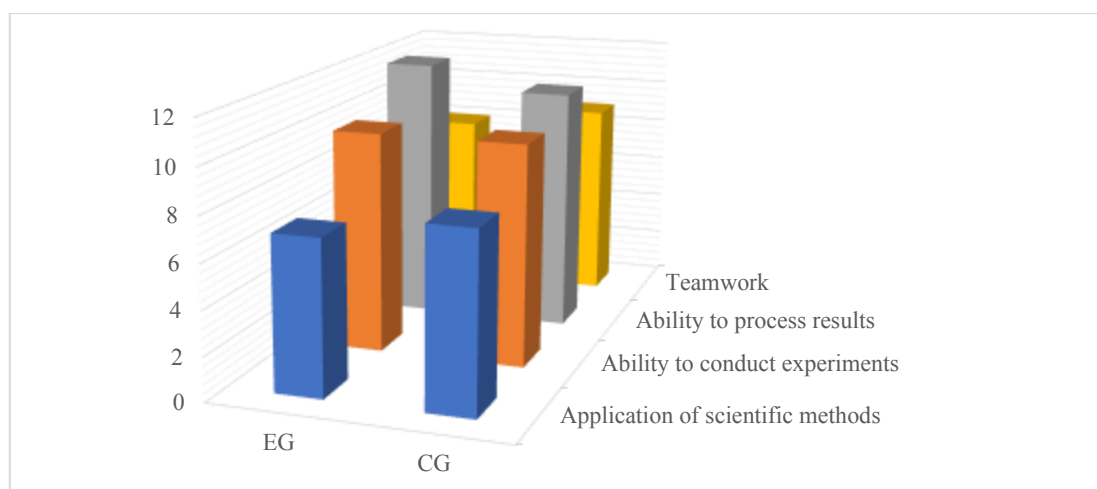 12
10
8
6
4
2
0
Teamwork
Ability to process results
Ability to conduct experiments
Application of scientific methods
EG
CG